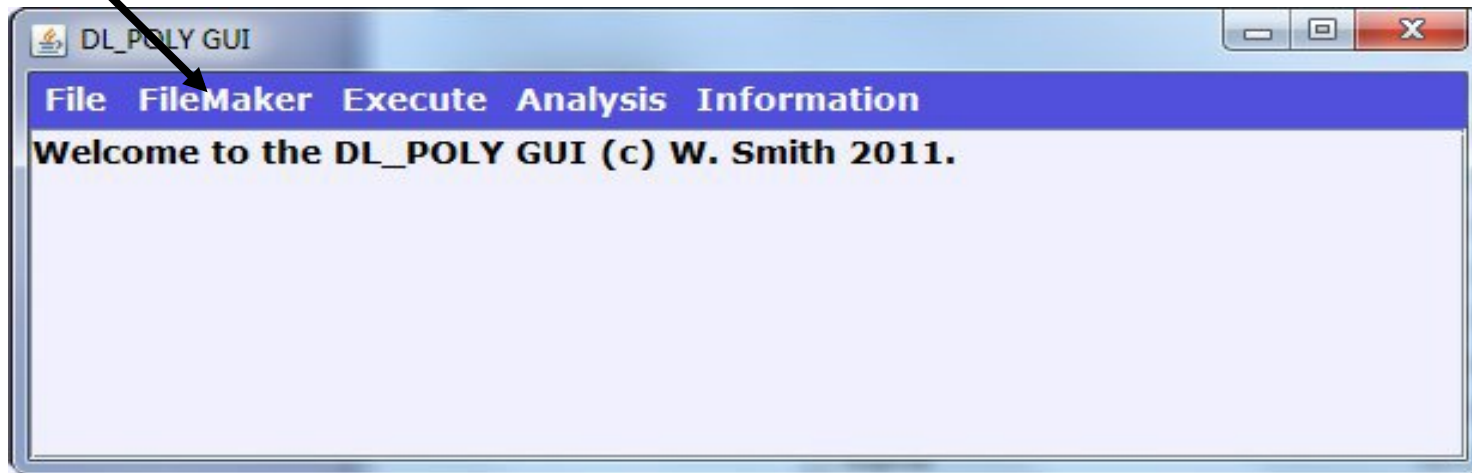 DL_POLY GUI
File FileMaker Execute Analysis Information
Welcome to the DL_POLY GUI (c) W. Smith 2011.